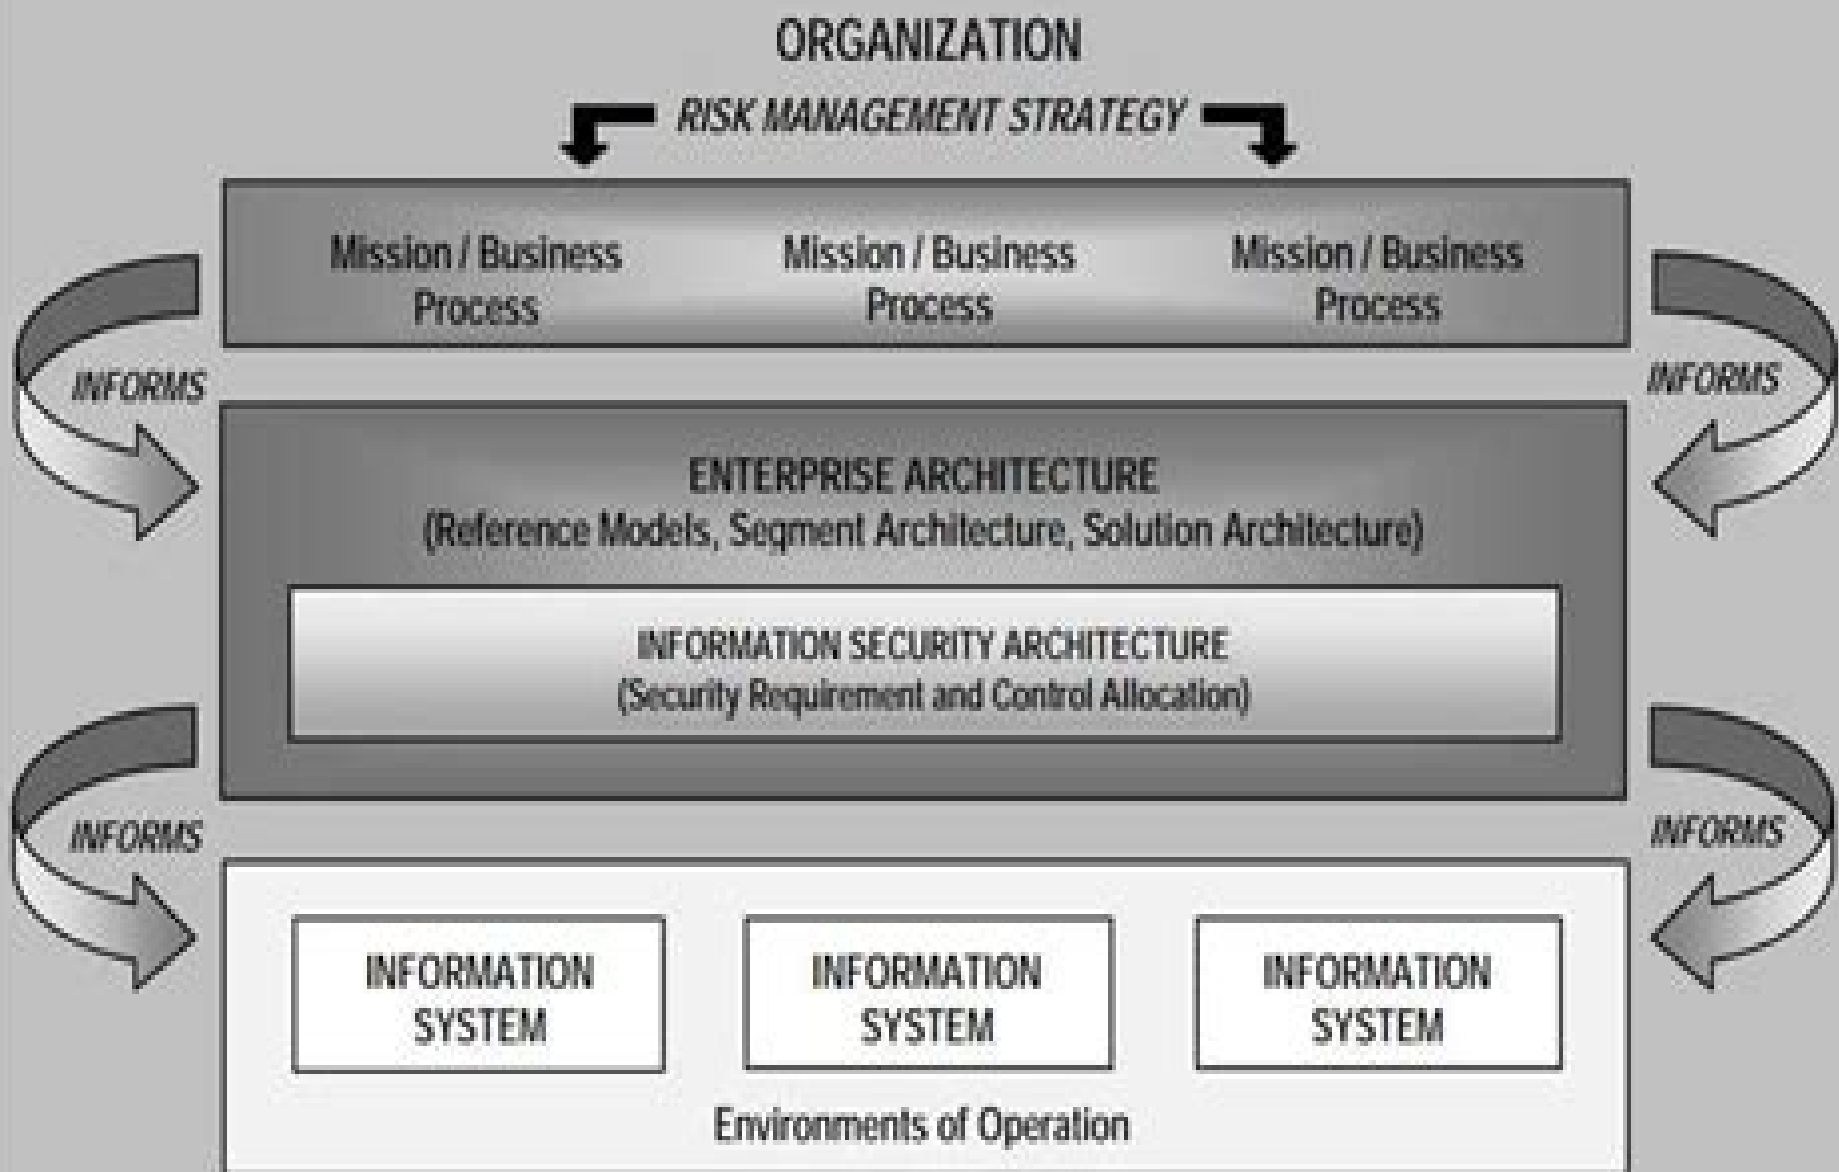 ORGANIZATION
RISK MANAGEMENT STRATEGY
Mission / Business
Process
Mission / Business
Process
Mission / Business
Process
INFORMS
INFORMS
ENTERPRISE ARCHITECTURE
(Reference Models, Segment Architecture, Solution Architecture)
INFORMATION SECURITY ARCHITECTURE
(Security Requirement and Control Allocation)
INFORMS
INFORMS
INFORMATION
SYSTEM
INFORMATION
SYSTEM
INFORMATION
SYSTEM
Environments of Operation